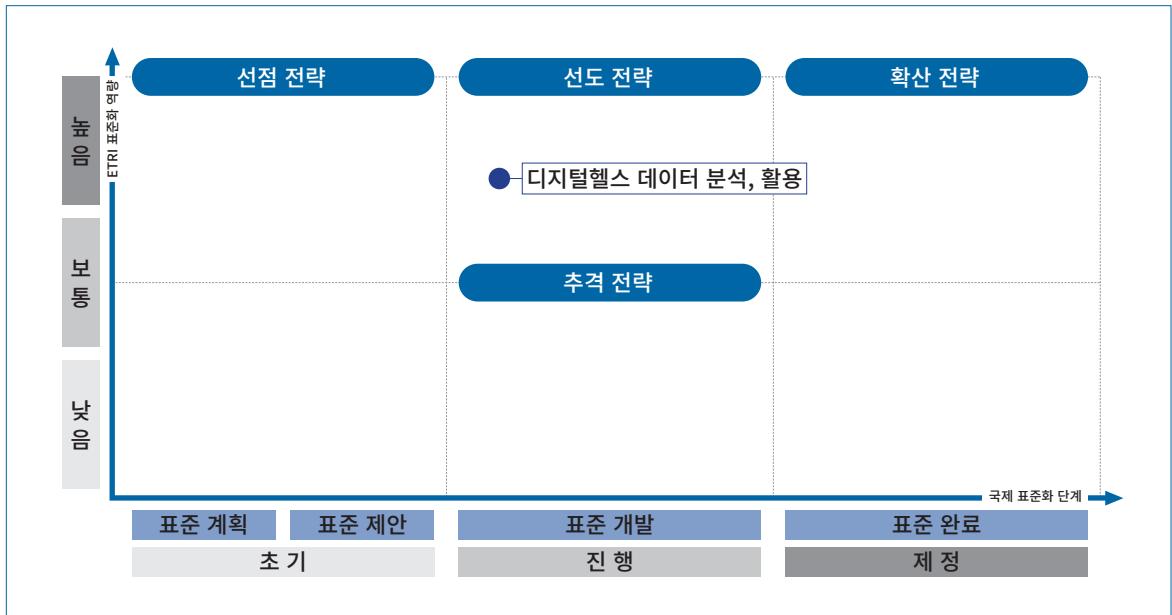 선점 전략
선도 전략
확산 전략
ETRI 표준화 역량
높음
디지털헬스 데이터 분석, 활용
보통
추격 전략
낮음
국제 표준화 단계
표준 계획
표준 제안
표준 개발
표준 완료
초 기
진 행
제 정